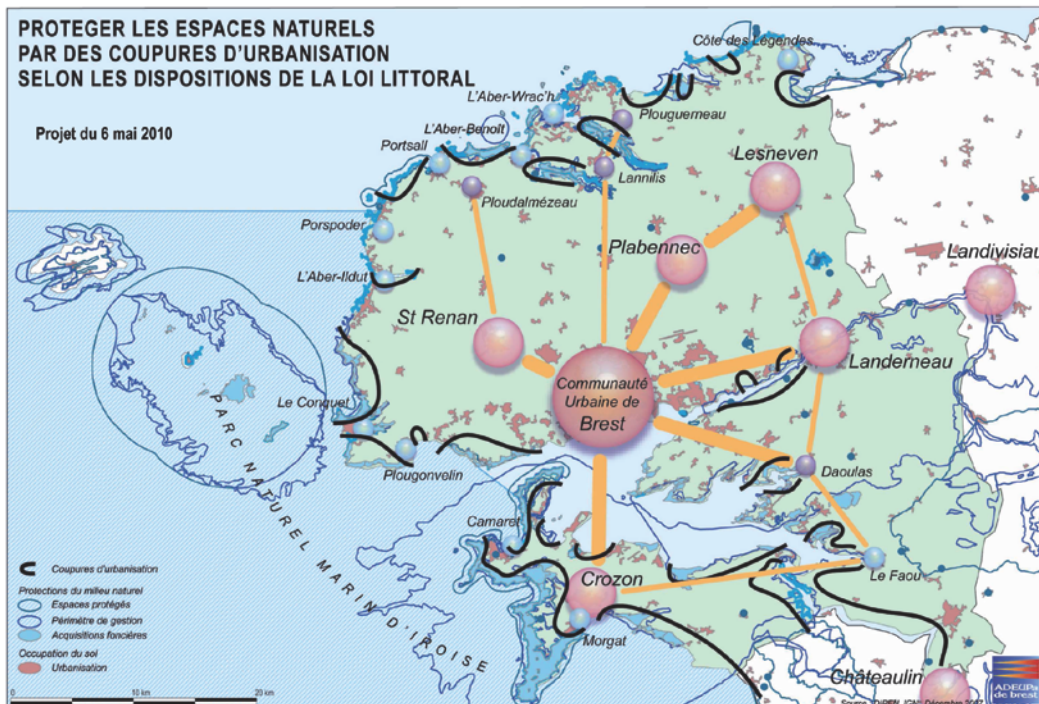 PROTEGER LES ESPACES NATURELS
PAR DES COUPURES D'URBANISATION
SELON LES DISPOSITIONS DE LA LOI LITTORAL
Projet du 6 mai 2010
Côte des Légendes
L'Aber-Wrac'h
Plouguerneau
L'Aber-Benoît
Portsall
Lesneven
Lannilis
Ploudalmézeau
Porspoder
Plabennec
Landivisiau
L'Aber-Ildut
St Renan
Landerneau
Communauté
Urbaine de
Brest
Le Conquet
PARC NATUREL MARIN D'IROISE
Plougonvelin
Daoulas
Camaret
Le Faou
Crozon
Morgat
Châteaulin
Coupures d'urbanisation
Protections du milieu naturel
Espaces protégés
Périmètre de gestion
Acquisitions foncières
Occupation du sol
Urbanisation
0 10 km 20 km
ADEUPa
de brest